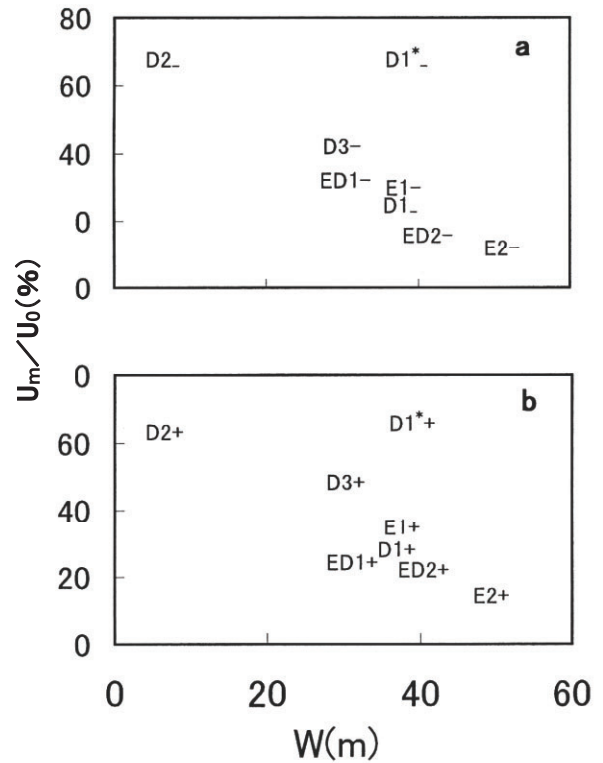 80
a
D2–
D1*–
60
D3–
40
ED1–
E1–
D1–
0
ED2–
E2–
0
Um/U0(%)
0
b
D1*+
D2+
60
D3+
40
EI+
D1+
ED1+
ED2+
20
E2+
0
0 20 40 60
W(m)